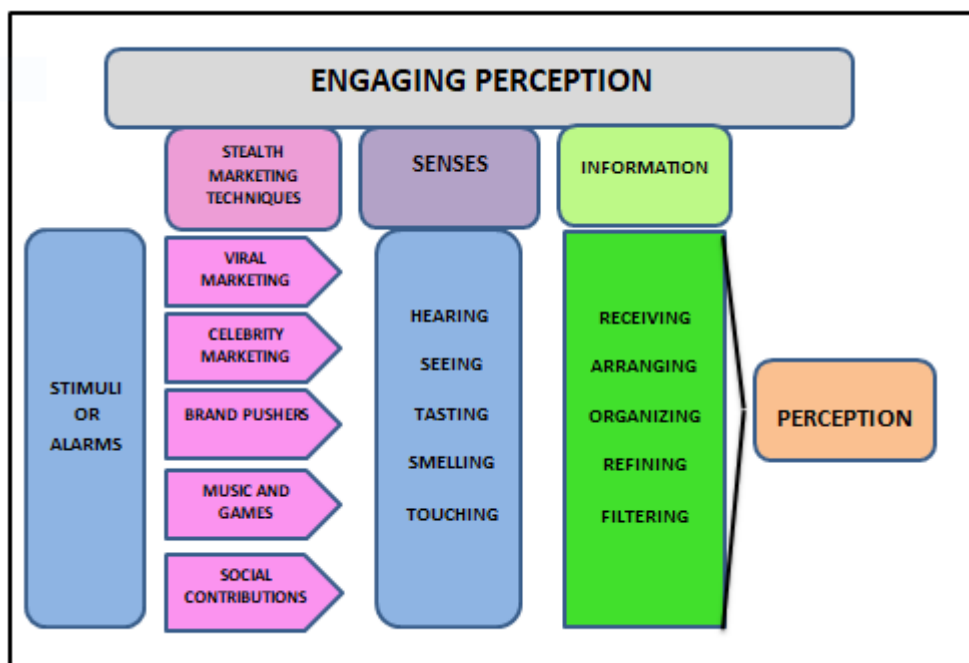 ENGAGING PERCEPTION
STEALTH
MARKETING
TECHNIQUES
SENSES
INFORMATION
STIMULI
OR
ALARMS
VIRAL
MARKETING
CELEBRITY
MARKETING
BRAND PUSHERS
MUSIC AND
GAMES
SOCIAL
CONTRIBUTIONS
HEARING
SEEING
TASTING
SMELLING
TOUCHING
RECEIVING
ARRANGING
ORGANIZING
REFINING
FILTERING
PERCEPTION